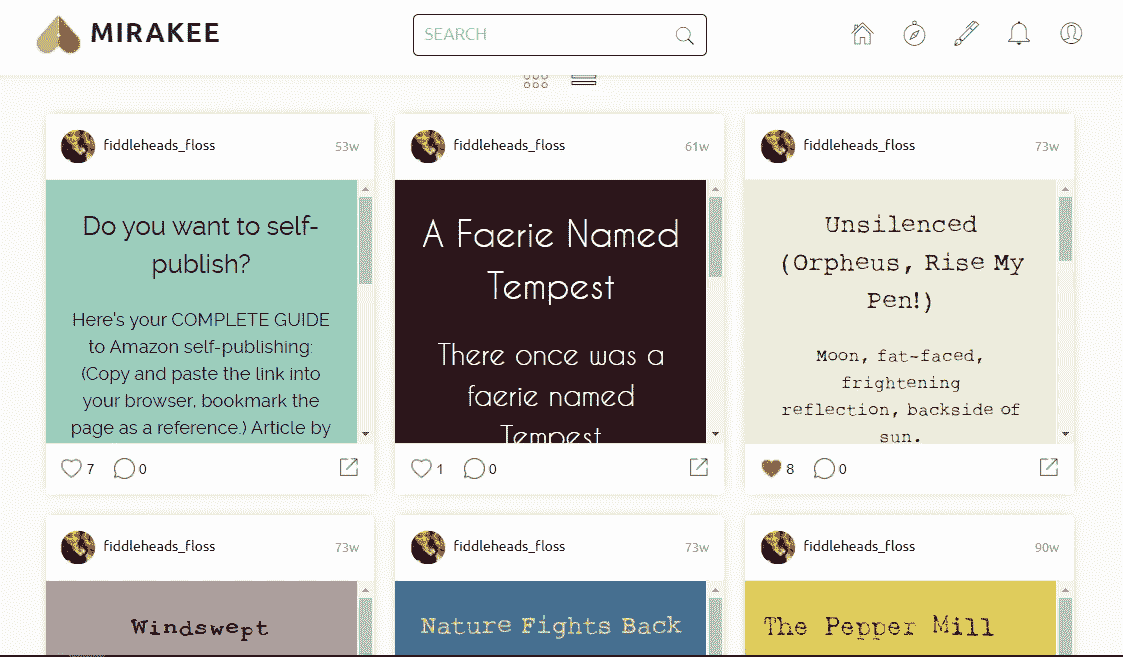 MIRAKEE
SEARCH
fiddleheads_floss 53w
Do you want to self-
publish?
Here's your COMPLETE GUIDE
to Amazon self-publishing:
(Copy and paste the link into
your browser, bookmark the
page as a reference.) Article by
7 0
fiddleheads_floss 61w
A Faerie Named
Tempest
There once was a
faerie named
Tempest
1 0
fiddleheads_floss 73w
Unsilenced
(Orpheus, Rise My
Pen!)
Moon, fat-faced,
frightening
reflection, backside of
sun.
8 0
fiddleheads_floss 73w
Windswept
fiddleheads_floss 73w
Nature Fights Back
fiddleheads_floss 90w
The Pepper Mill